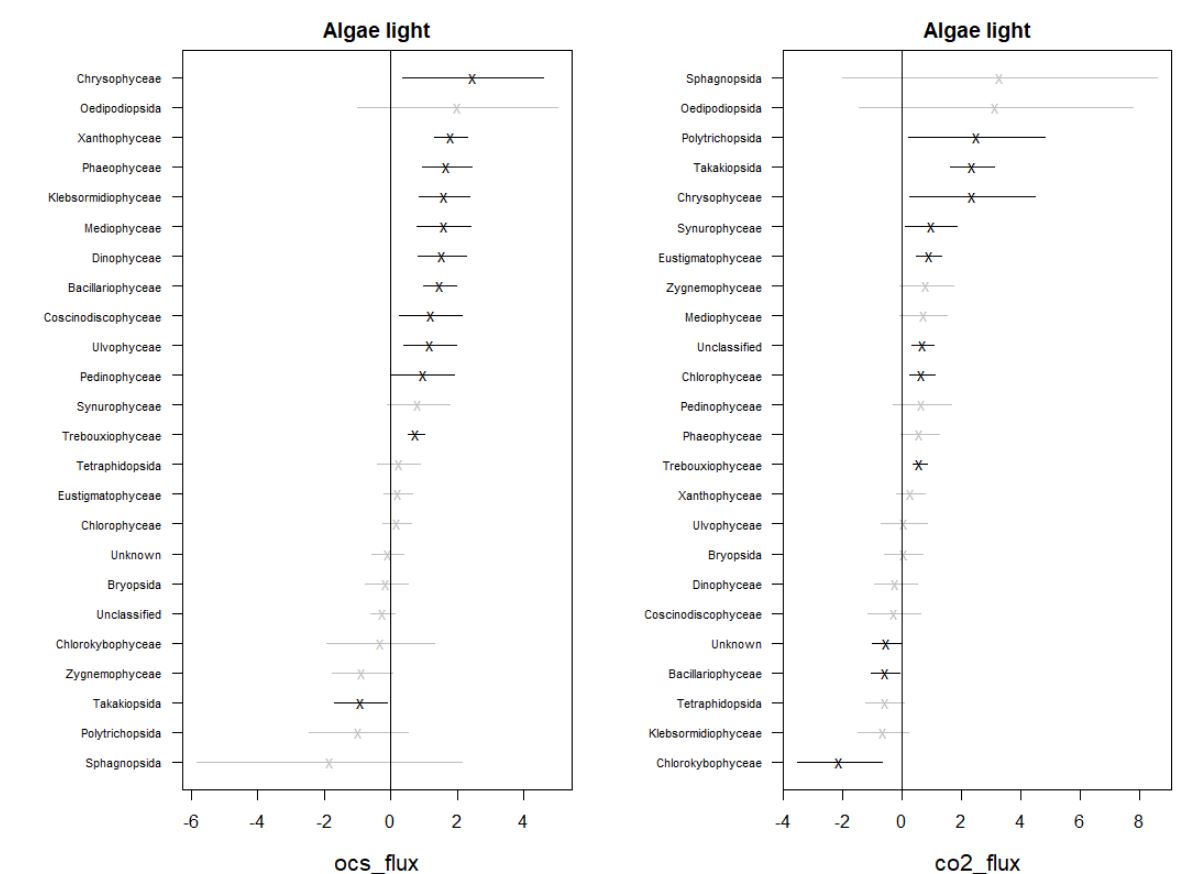 Algae light
Chrysophyceae
Oedipodiopsida
Xanthophyceae
Phaeophyceae
Klebsormidiophyceae
Mediophyceae
Dinophyceae
Bacillariophyceae
Coscinodiscophyceae
Ulvophyceae
Pedinophyceae
Synurophyceae
Trebouxiophyceae
Tetraphidopsida
Eustigmatophyceae
Chlorophyceae
Unknown
Bryopsida
Unclassified
Chlorokybophyceae
Zygnemophyceae
Takakiopsida
Polytrichopsida
Sphagnopsida
-6 -4 -2 0 2 4
ocs_flux
Algae light
Sphagnopsida
Oedipodiopsida
Polytrichopsida
Takakiopsida
Chrysophyceae
Synurophyceae
Eustigmatophyceae
Zygnemophyceae
Mediophyceae
Unclassified
Chlorophyceae
Pedinophyceae
Phaeophyceae
Trebouxiophyceae
Xanthophyceae
Ulvophyceae
Bryopsida
Dinophyceae
Coscinodiscophyceae
Unknown
Bacillariophyceae
Tetraphidopsida
Klebsormidiophyceae
Chlorokybophyceae
-4 -2 0 2 4 6 8
co2_flux